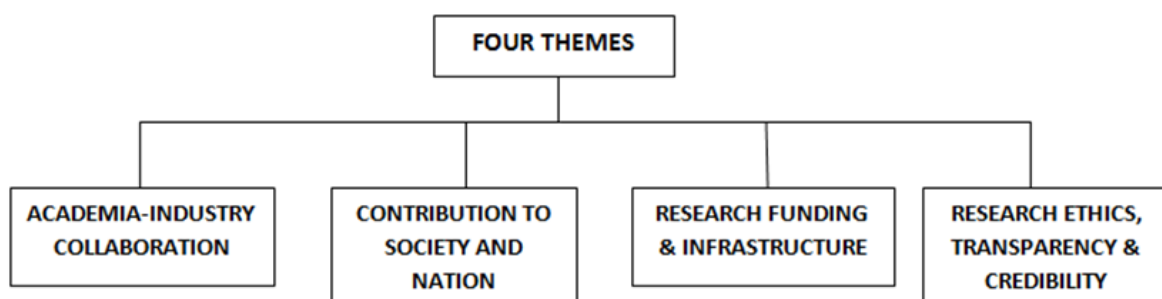 FOUR THEMES
ACADEMIA-INDUSTRY
COLLABORATION
CONTRIBUTION TO
SOCIETY AND
NATION
RESEARCH FUNDING
& INFRASTRUCTURE
RESEARCH ETHICS,
TRANSPARENCY &
CREDIBILITY